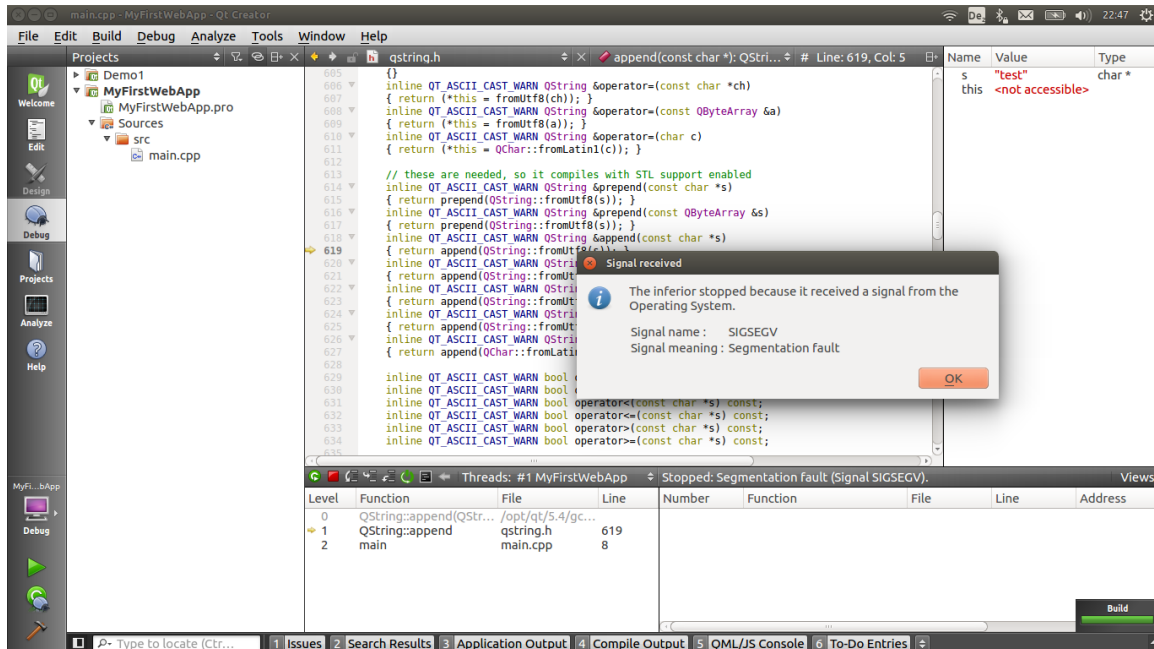 main.cpp - MyFirstWebApp - Qt Creator
De
22:47
File Edit Build Debug Analyze Tools Window Help
Projects
qstring.h
append(const char *): QStri...
# Line: 619, Col: 5
Name Value Type
s "test" char *
this <not accessible>
Welcome
Edit
Design
Debug
Projects
Analyze
Help
MyFi...bApp
Debug
Demo1
MyFirstWebApp
MyFirstWebApp.pro
Sources
src
main.cpp
605 {}
606 inline QT_ASCII_CAST_WARN QString &operator=(const char *ch)
607 { return (*this = fromUtf8(ch)); }
608 inline QT_ASCII_CAST_WARN QString &operator=(const QByteArray &a)
609 { return (*this = fromUtf8(a)); }
610 inline QT_ASCII_CAST_WARN QString &operator=(char c)
611 { return (*this = QChar::fromLatin1(c)); }
612
613 // these are needed, so it compiles with STL support enabled
614 inline QT_ASCII_CAST_WARN QString &prepend(const char *s)
615 { return prepend(QString::fromUtf8(s)); }
616 inline QT_ASCII_CAST_WARN QString &prepend(const QByteArray &s)
617 { return prepend(QString::fromUtf8(s)); }
618 inline QT_ASCII_CAST_WARN QString &append(const char *s)
619 { return append(QString::fromUtf8(s)); }
620 inline QT_ASCII_CAST_WARN QStri
621 { return append(QString::fromUt
622 inline QT_ASCII_CAST_WARN QStri
623 { return append(QString::fromUt
624 inline QT_ASCII_CAST_WARN QStri
625 { return append(QString::fromUt
626 inline QT_ASCII_CAST_WARN QStri
627 { return append(QChar::fromLatin
628
629 inline QT_ASCII_CAST_WARN bool
630 inline QT_ASCII_CAST_WARN bool
631 inline QT_ASCII_CAST_WARN bool operator<(const char *s) const;
632 inline QT_ASCII_CAST_WARN bool operator<=(const char *s) const;
633 inline QT_ASCII_CAST_WARN bool operator>(const char *s) const;
634 inline QT_ASCII_CAST_WARN bool operator>=(const char *s) const;
635
Signal received
The inferior stopped because it received a signal from the
Operating System.
Signal name : SIGSEGV
Signal meaning : Segmentation fault
OK
Threads: #1 MyFirstWebApp
Stopped: Segmentation fault (Signal SIGSEGV).
Views
Level Function File Line
0 QString::append(QStr... /opt/qt/5.4/gc...
1 QString::append qstring.h 619
2 main main.cpp 8
Number Function File Line Address
Build
Type to locate (Ctr...
1 Issues 2 Search Results 3 Application Output 4 Compile Output 5 QML/JS Console 6 To-Do Entries